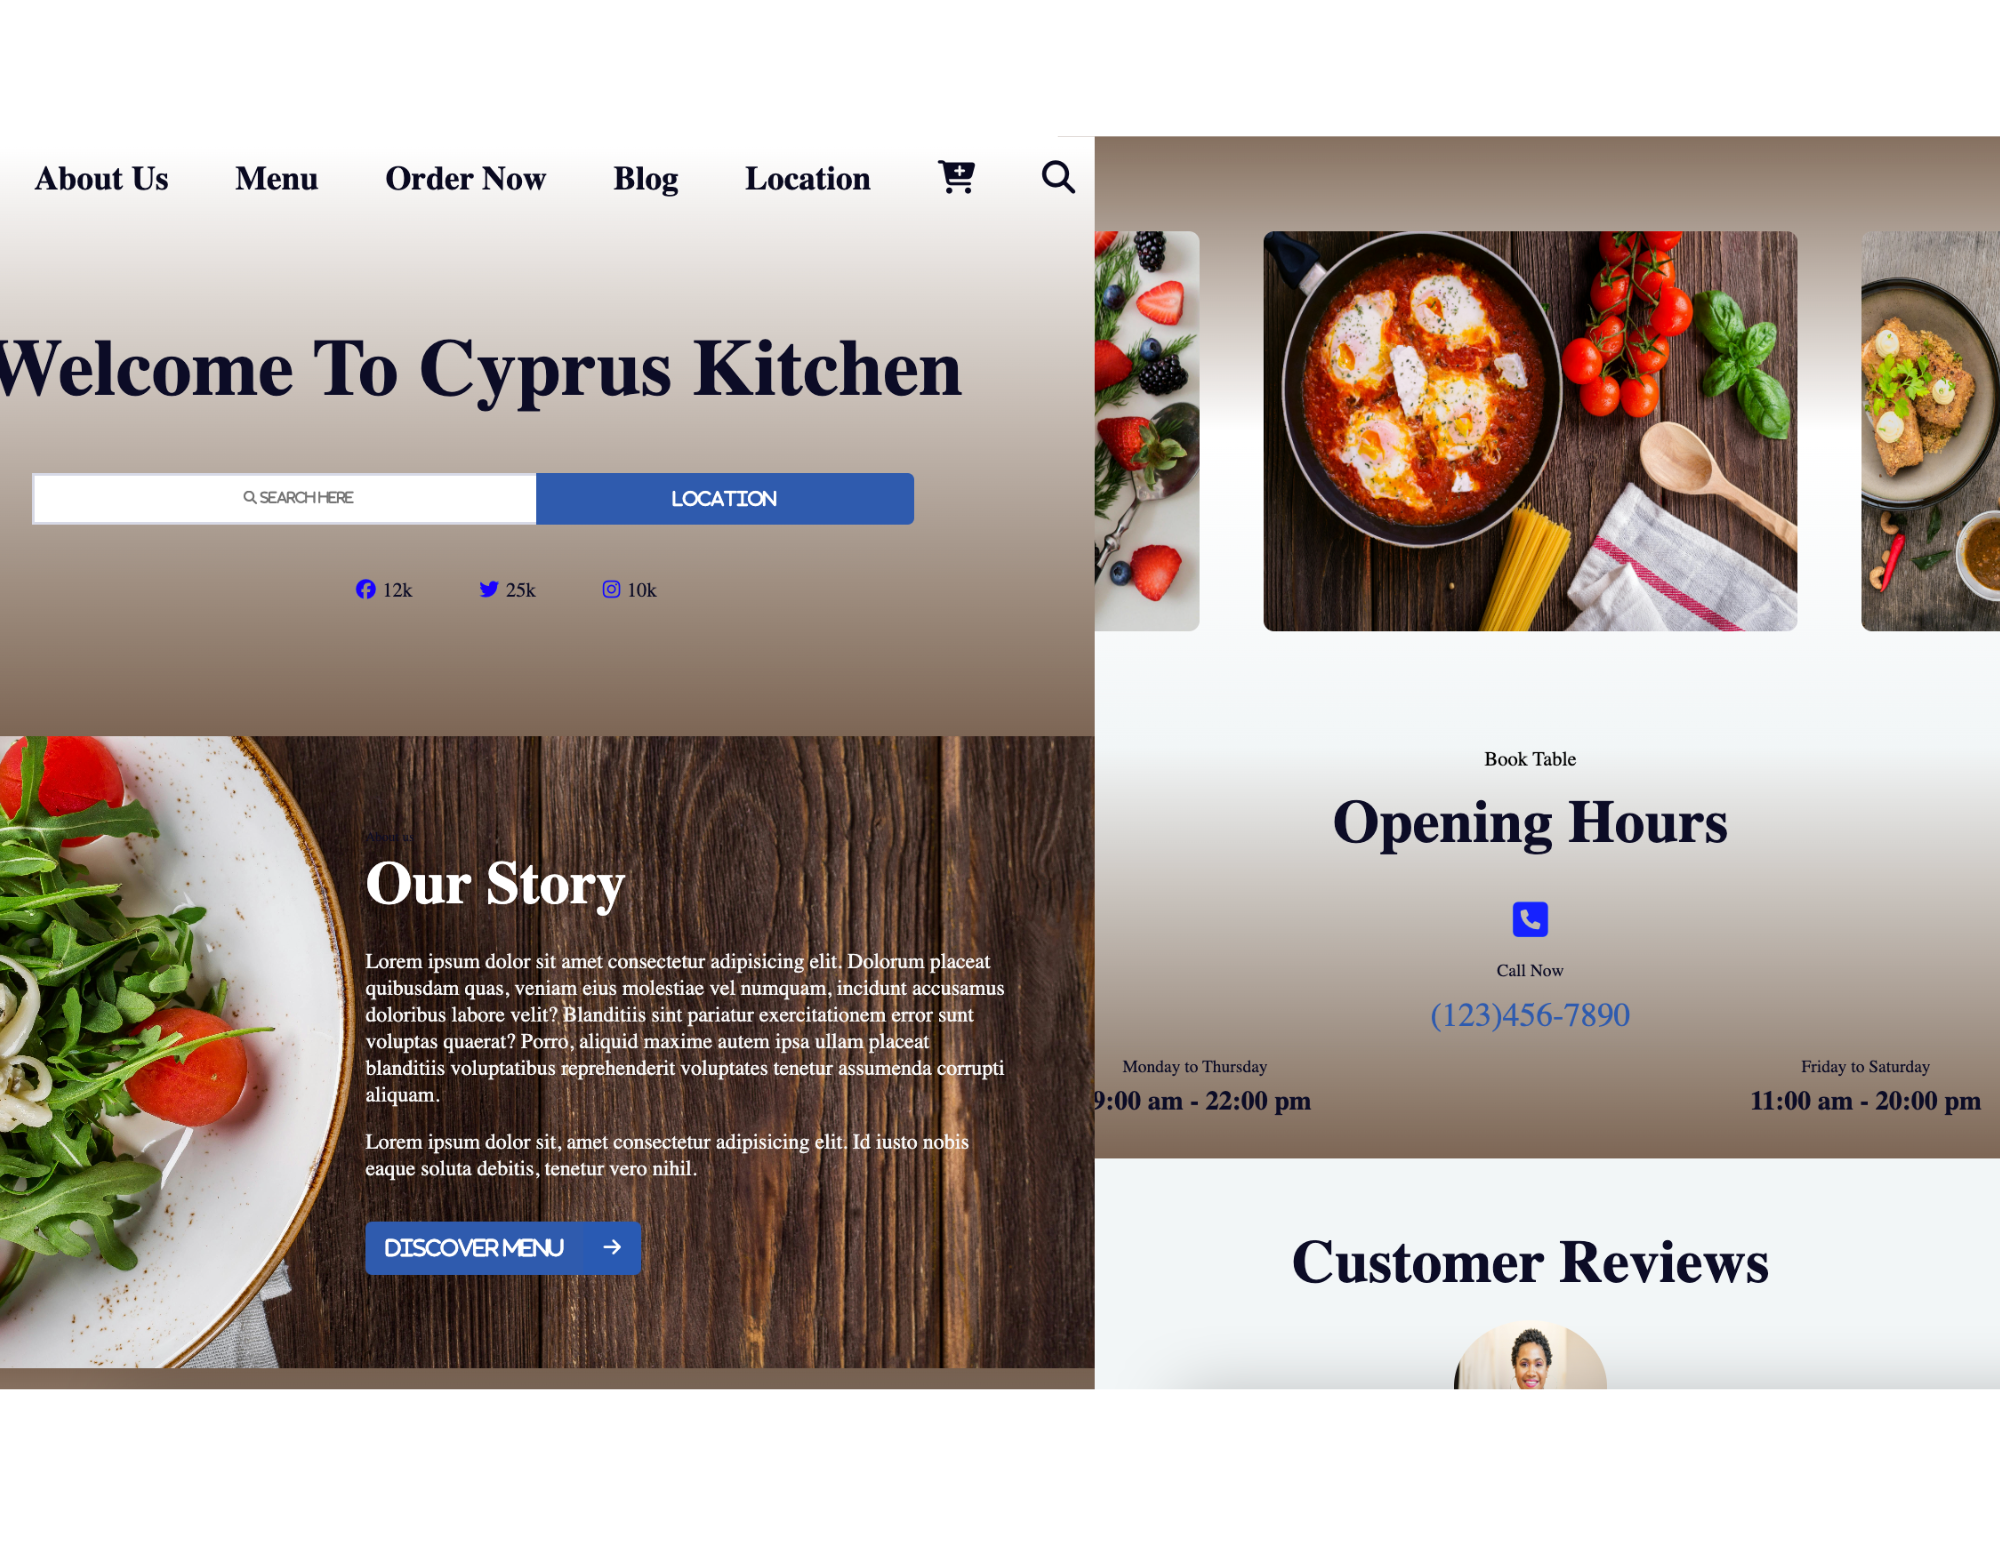 About Us Menu Order Now Blog Location
Welcome To Cyprus Kitchen
SEARCH HERE LOCATION
12k 25k 10k
About us
Our Story
Lorem ipsum dolor sit amet consectetur adipisicing elit. Dolorum placeat
quibusdam quas, veniam eius molestiae vel numquam, incidunt accusamus
doloribus labore velit? Blanditiis sint pariatur exercitationem error sunt
voluptas quaerat? Porro, aliquid maxime autem ipsa ullam placeat
blanditiis voluptatibus reprehenderit voluptates tenetur assumenda corrupti
aliquam.
Lorem ipsum dolor sit, amet consectetur adipisicing elit. Id iusto nobis
eaque soluta debitis, tenetur vero nihil.
DISCOVER MENU
Book Table
Opening Hours
Call Now
(123)456-7890
Monday to Thursday
9:00 am - 22:00 pm
Friday to Saturday
11:00 am - 20:00 pm
Customer Reviews